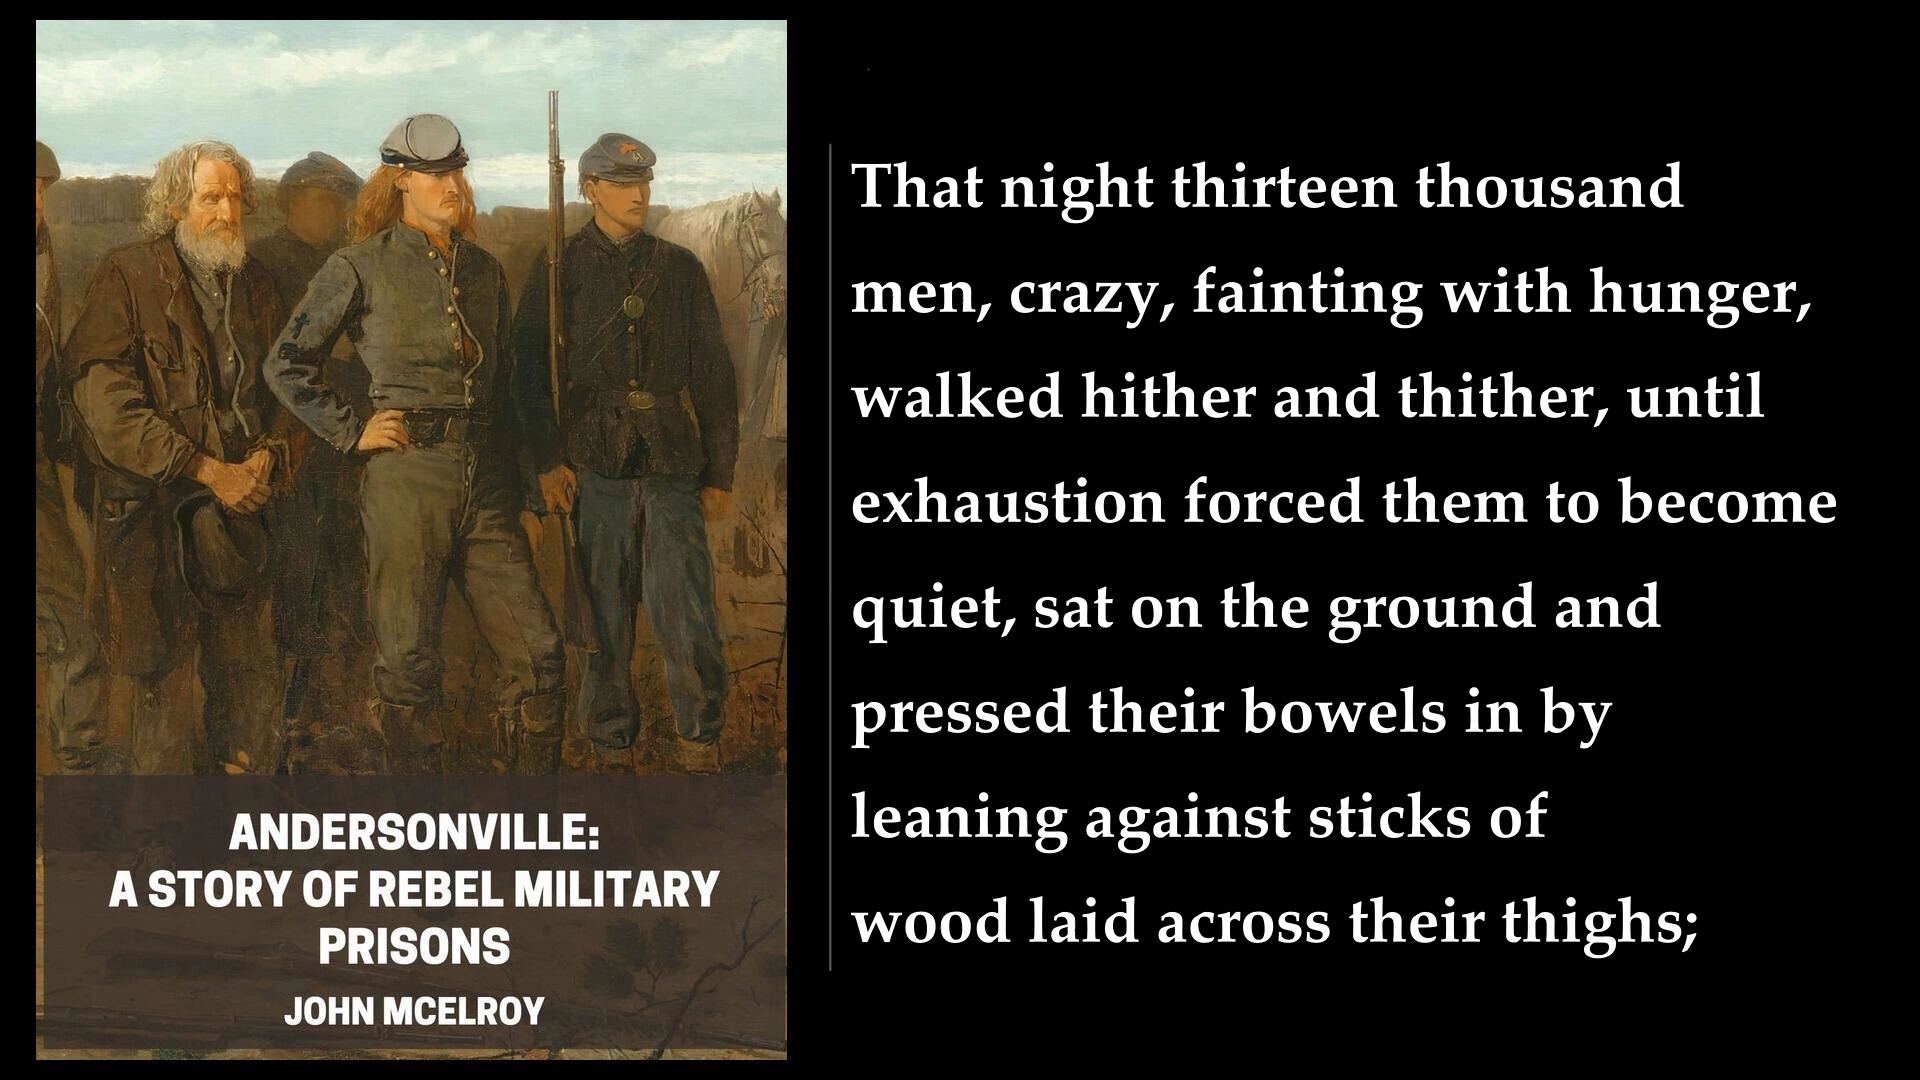 ANDERSONVILLE:
A STORY OF REBEL MILITARY
PRISONS
JOHN MCELROY
That night thirteen thousand
men, crazy, fainting with hunger,
walked hither and thither, until
exhaustion forced them to become
quiet, sat on the ground and
pressed their bowels in by
leaning against sticks of
wood laid across their thighs;